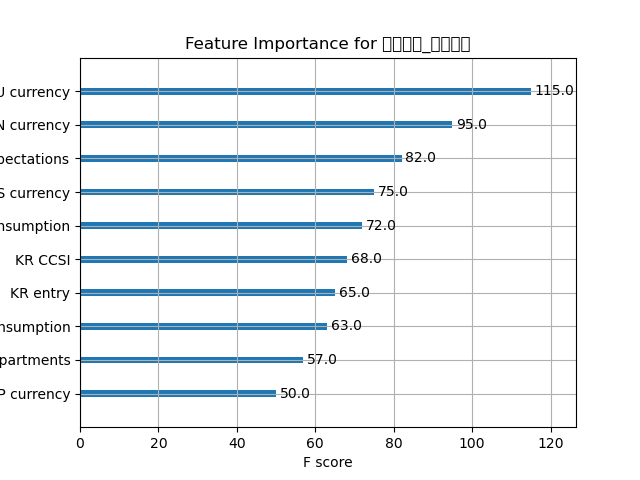 Feature Importance for
U currency
115.0
N currency
95.0
pectations
82.0
S currency
75.0
nsumption
72.0
KR CCSI
68.0
KR entry
65.0
nsumption
63.0
partments
57.0
P currency
50.0
0 20 40 60 80 100 120
F score